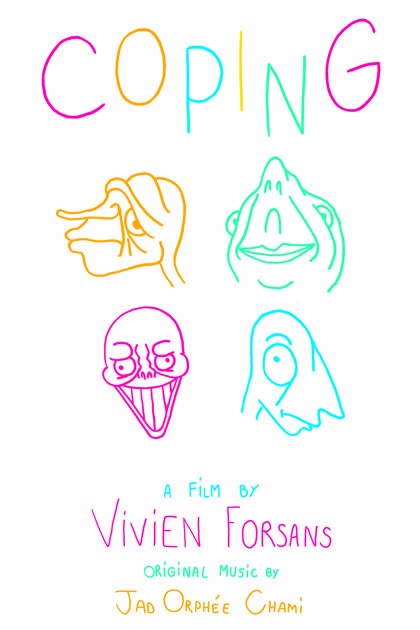 COPING
A FILM BY
VIVIEN FORSANS
ORIGINAL MUSIC BY
JAD ORPHÉE CHAMI